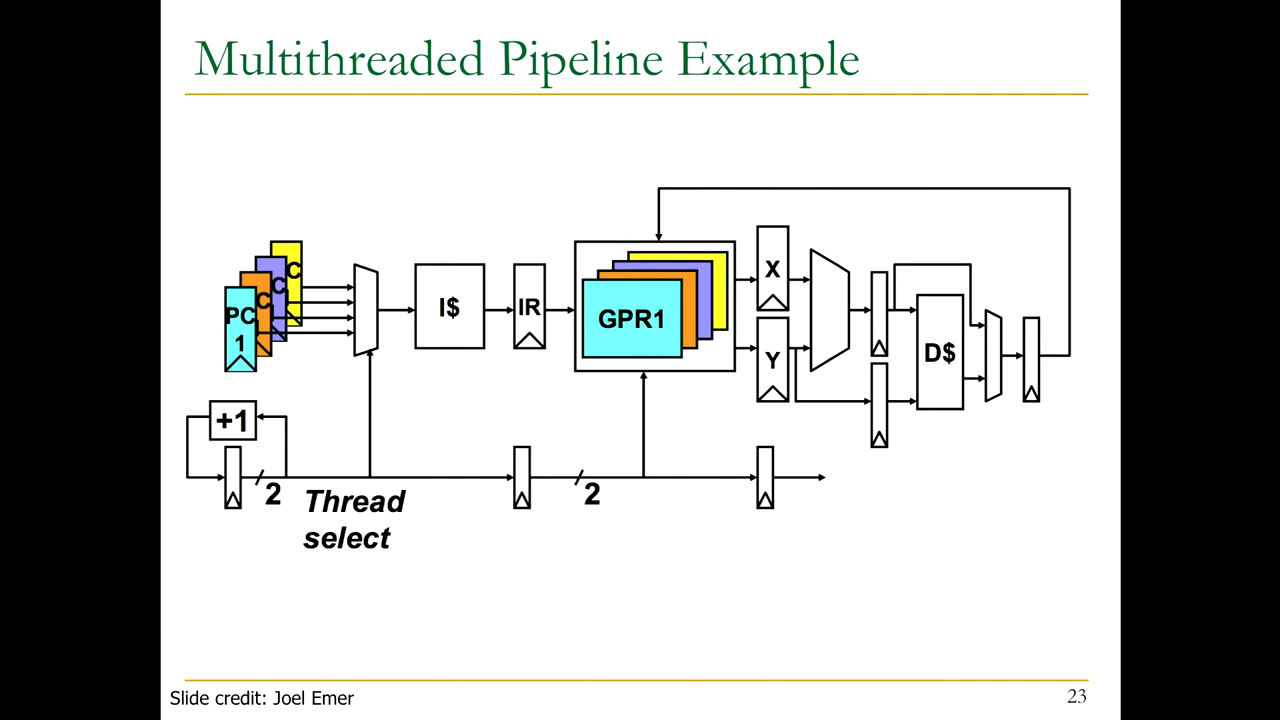 Multithreaded Pipeline Example
PC
1
C
C
C
I$
IR
GPR1
X
Y
D$
+1
2
Thread
select
2
Slide credit: Joel Emer
23